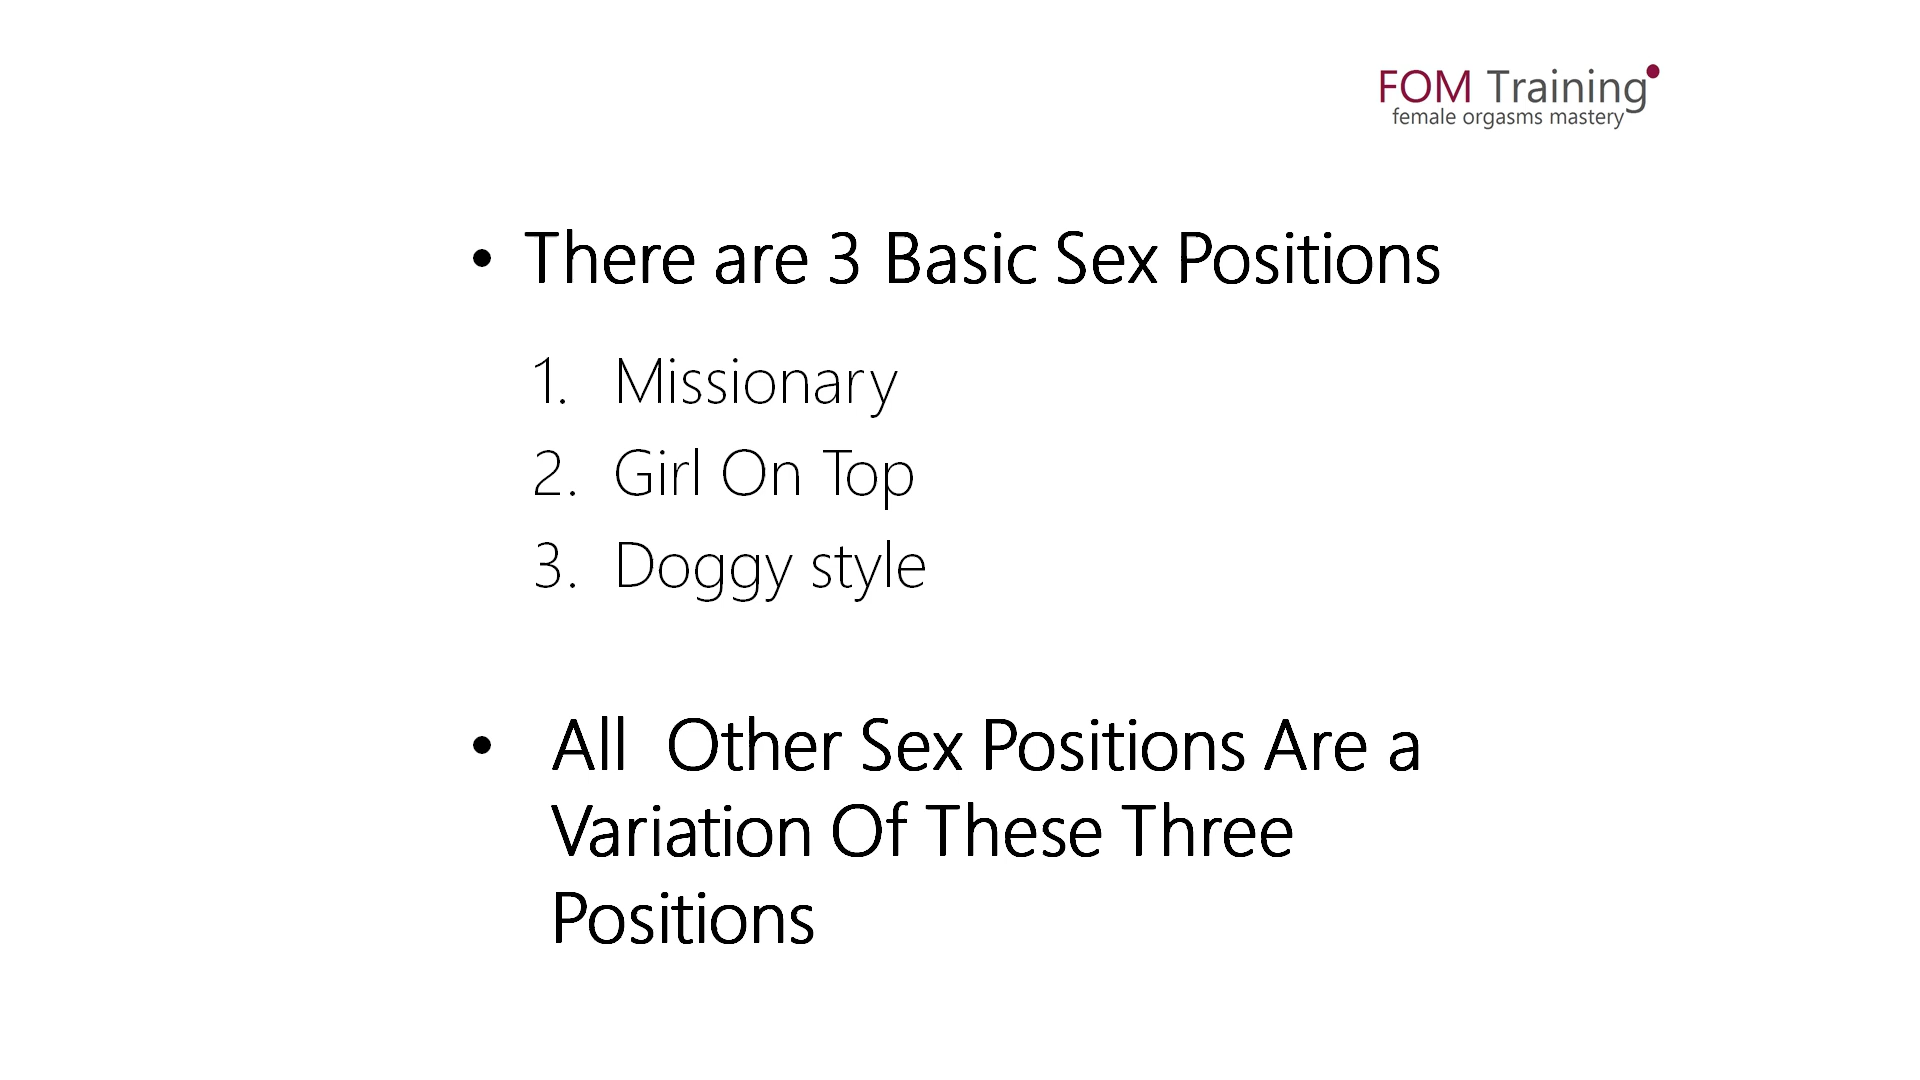 FOM Training
female orgasms mastery
• There are 3 Basic Sex Positions
1. Missionary
2. Girl On Top
3. Doggy style
• All Other Sex Positions Are a
Variation Of These Three
Positions